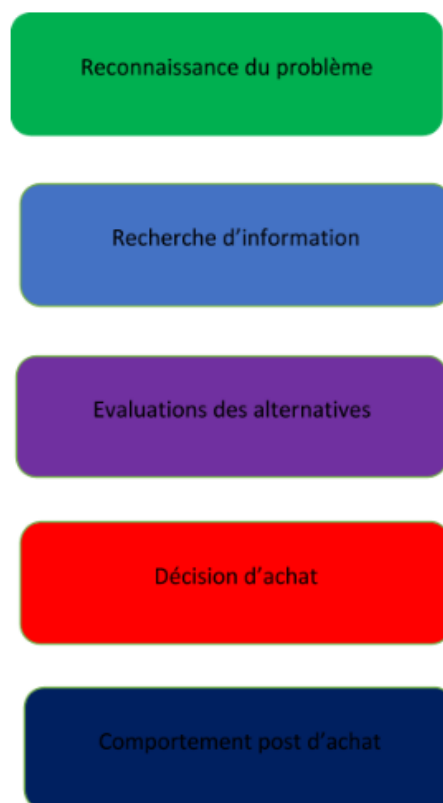 Reconnaissance du problème
Recherche d’information
Evaluations des alternatives
Décision d’achat
Comportement post d’achat